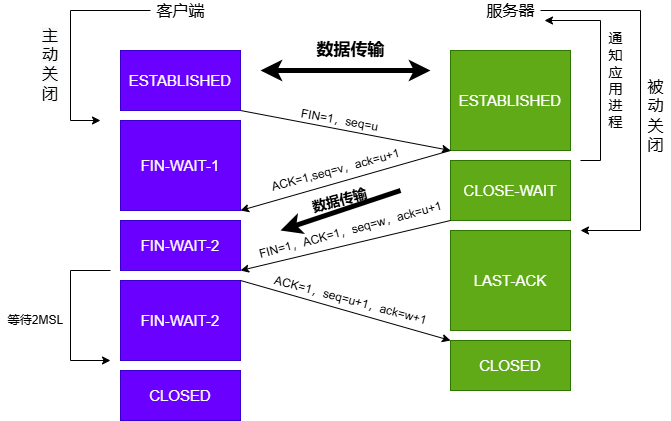 客户端
服务器
主动关闭
数据传输
通知应用进程
被动关闭
ESTABLISHED
ESTABLISHED
FIN=1，seq=u
FIN-WAIT-1
ACK=1,seq=v，ack=u+1
CLOSE-WAIT
数据传输
FIN-WAIT-2
FIN=1，ACK=1，seq=w，ack=u+1
LAST-ACK
ACK=1，seq=u+1，ack=w+1
等待2MSL
FIN-WAIT-2
CLOSED
CLOSED